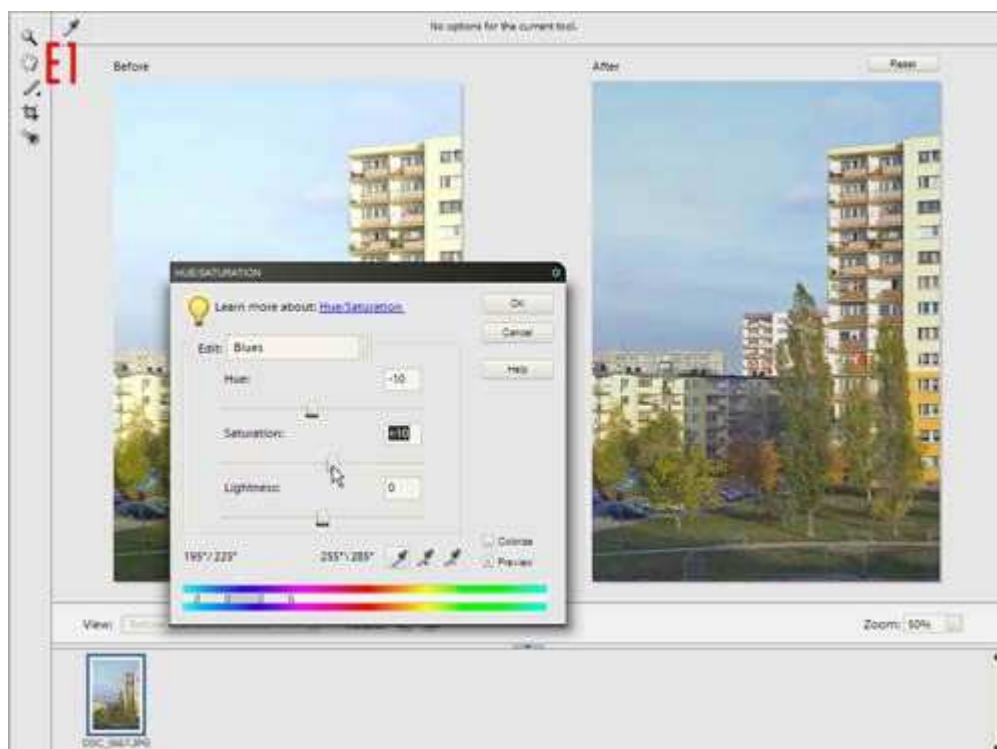 No options for the current tool.
E1
Before
After
Reset
HUE/SATURATION
Learn more about: Hue/Saturation
OK
Cancel
Help
Edit: Blues
Hue: -10
Saturation: +10
Lightness: 0
195°/225°
255°\285°
Colorize
Preview
View:
Zoom: 50%